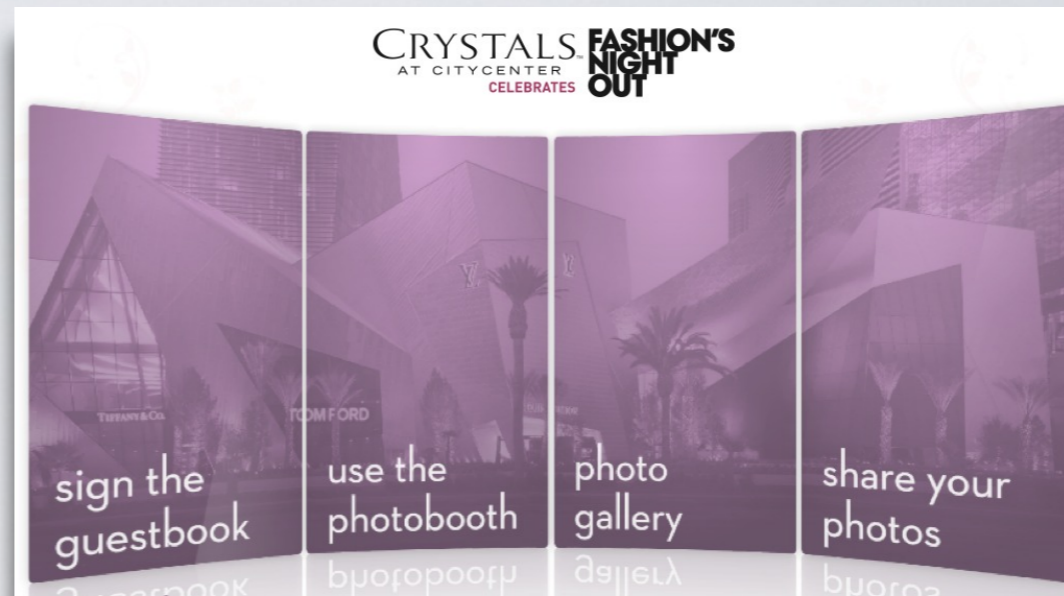 CRYSTALS™ FASHION'S
AT CITYCENTER NIGHT
CELEBRATES OUT
TIFFANY & CO.
TOM FORD
sign the
guestbook
use the
photobooth
photo
gallery
share your
photos